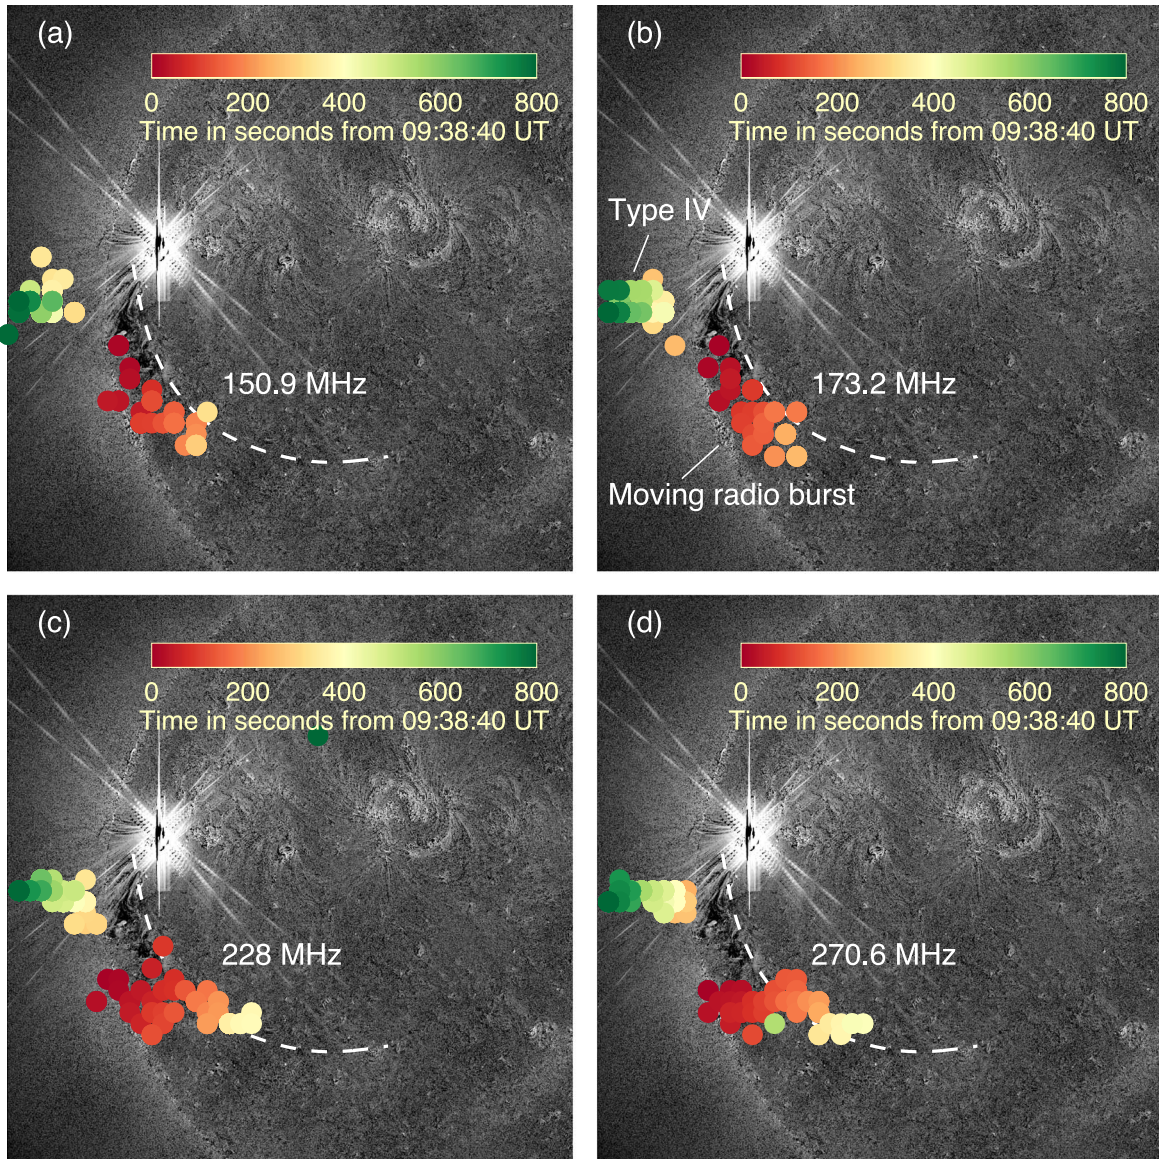 (a)
0 200 400 600 800
Time in seconds from 09:38:40 UT
150.9 MHz
(b)
0 200 400 600 800
Time in seconds from 09:38:40 UT
Type IV
173.2 MHz
Moving radio burst
(c)
0 200 400 600 800
Time in seconds from 09:38:40 UT
228 MHz
(d)
0 200 400 600 800
Time in seconds from 09:38:40 UT
270.6 MHz